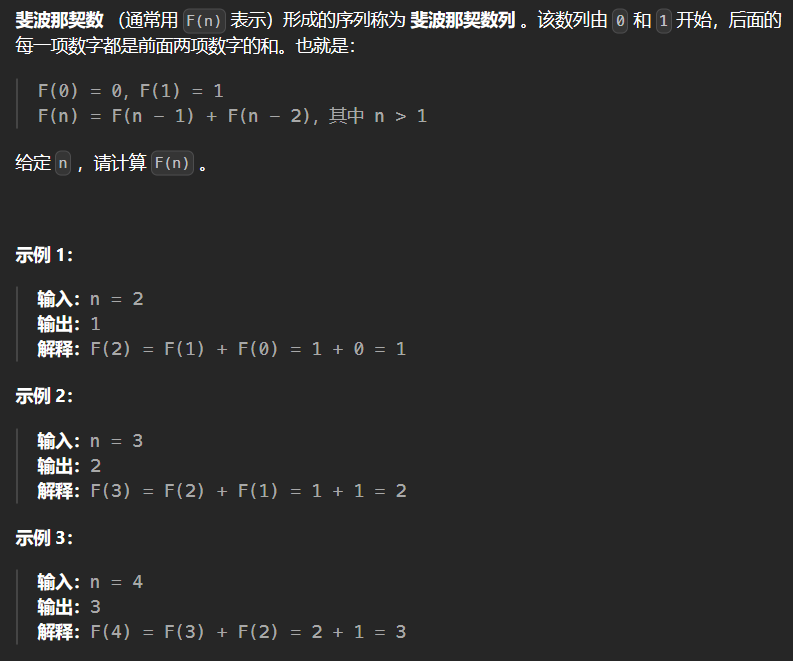 斐波那契数 （通常用 F(n) 表示）形成的序列称为 斐波那契数列 。该数列由 0 和 1 开始，后面的
每一项数字都是前面两项数字的和。也就是：
F(0) = 0，F(1) = 1
F(n) = F(n - 1) + F(n - 2)，其中 n > 1
给定 n ，请计算 F(n) 。
示例 1：
输入：n = 2
输出：1
解释：F(2) = F(1) + F(0) = 1 + 0 = 1
示例 2：
输入：n = 3
输出：2
解释：F(3) = F(2) + F(1) = 1 + 1 = 2
示例 3：
输入：n = 4
输出：3
解释：F(4) = F(3) + F(2) = 2 + 1 = 3